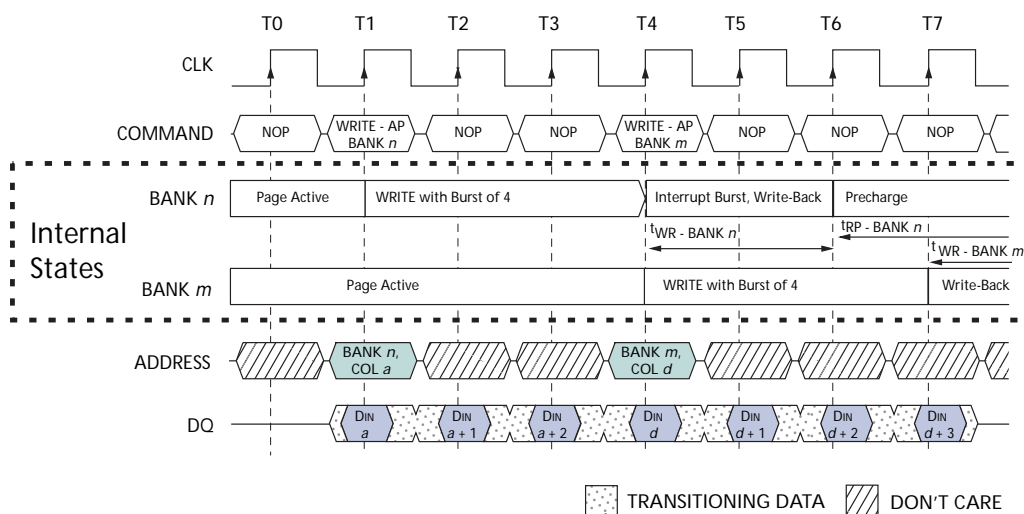 T0 T1 T2 T3 T4 T5 T6 T7
CLK
COMMAND NOP WRITE - AP BANK n NOP NOP WRITE - AP BANK m NOP NOP NOP
BANK n Page Active WRITE with Burst of 4 Interrupt Burst, Write-Back Precharge
Internal States
tWR - BANK n tRP - BANK n
tWR - BANK m
BANK m Page Active WRITE with Burst of 4 Write-Back
ADDRESS BANK n, COL a BANK m, COL d
DQ DIN a DIN a + 1 DIN a + 2 DIN d DIN d + 1 DIN d + 2 DIN d + 3
TRANSITIONING DATA DON'T CARE